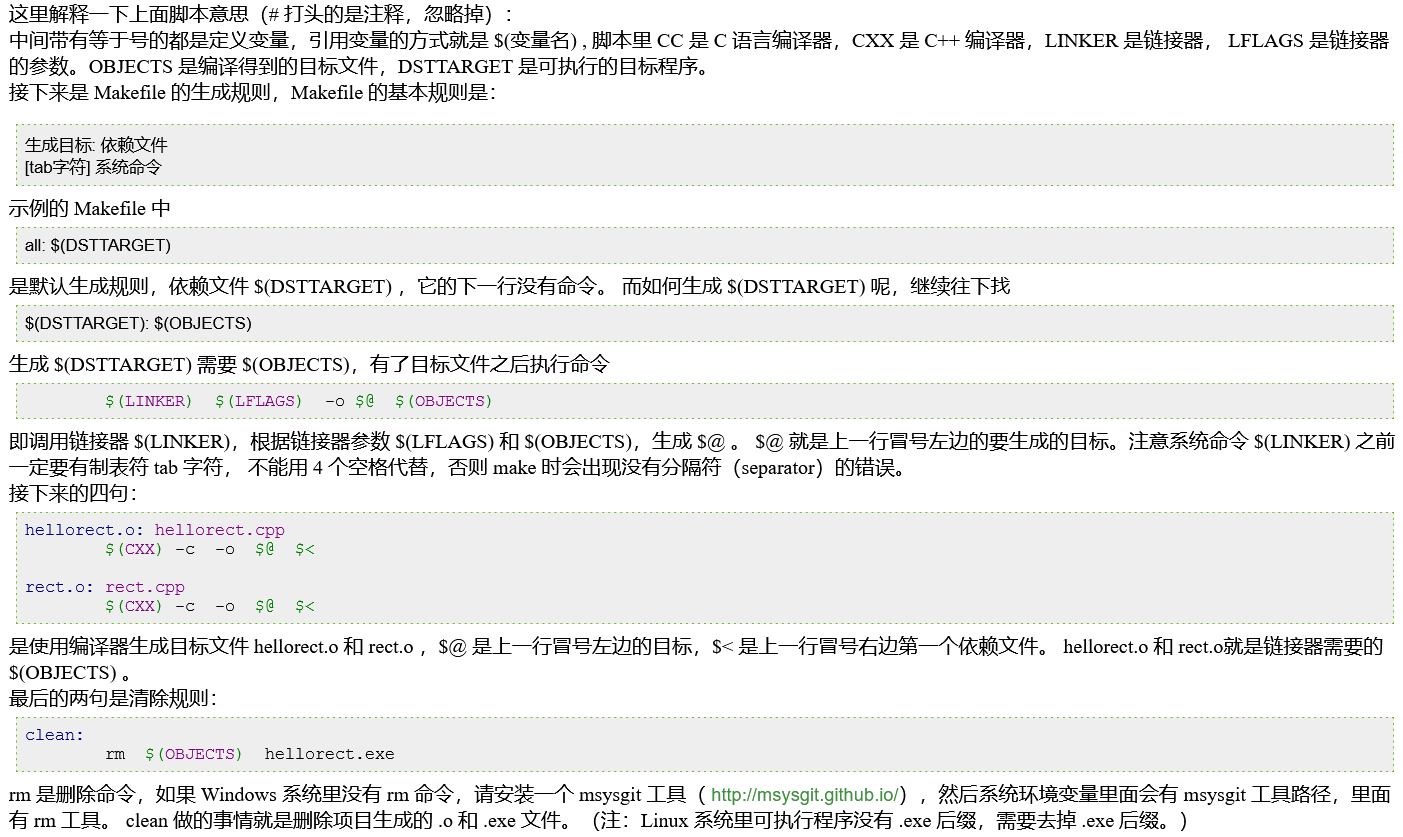 这里解释一下上面脚本意思（# 打头的是注释，忽略掉）：
中间带有等于号的都是定义变量，引用变量的方式就是 $(变量名) , 脚本里 CC 是 C 语言编译器，CXX 是 C++ 编译器，LINKER 是链接器， LFLAGS 是链接器
的参数。OBJECTS 是编译得到的目标文件，DSTTARGET 是可执行的目标程序。
接下来是 Makefile 的生成规则，Makefile 的基本规则是：
生成目标: 依赖文件
[tab字符] 系统命令
示例的 Makefile 中
all: $(DSTTARGET)
是默认生成规则，依赖文件 $(DSTTARGET) ，它的下一行没有命令。 而如何生成 $(DSTTARGET) 呢，继续往下找
$(DSTTARGET): $(OBJECTS)
生成 $(DSTTARGET) 需要 $(OBJECTS)，有了目标文件之后执行命令
$(LINKER)  $(LFLAGS)  -o $@  $(OBJECTS)
即调用链接器 $(LINKER)，根据链接器参数 $(LFLAGS) 和 $(OBJECTS)，生成 $@ 。 $@ 就是上一行冒号左边的要生成的目标。注意系统命令 $(LINKER) 之前
一定要有制表符 tab 字符， 不能用 4 个空格代替，否则 make 时会出现没有分隔符（separator）的错误。
接下来的四句：
hellorect.o: hellorect.cpp
$(CXX) -c  -o  $@  $<
rect.o: rect.cpp
$(CXX) -c  -o  $@  $<
是使用编译器生成目标文件 hellorect.o 和 rect.o ，$@ 是上一行冒号左边的目标，$< 是上一行冒号右边第一个依赖文件。 hellorect.o 和 rect.o就是链接器需要的
$(OBJECTS) 。
最后的两句是清除规则：
clean:
rm  $(OBJECTS)  hellorect.exe
rm 是删除命令，如果 Windows 系统里没有 rm 命令，请安装一个 msysgit 工具（ http://msysgit.github.io/），然后系统环境变量里面会有 msysgit 工具路径，里面
有 rm 工具。 clean 做的事情就是删除项目生成的 .o 和 .exe 文件。（注：Linux 系统里可执行程序没有 .exe 后缀，需要去掉 .exe 后缀。）